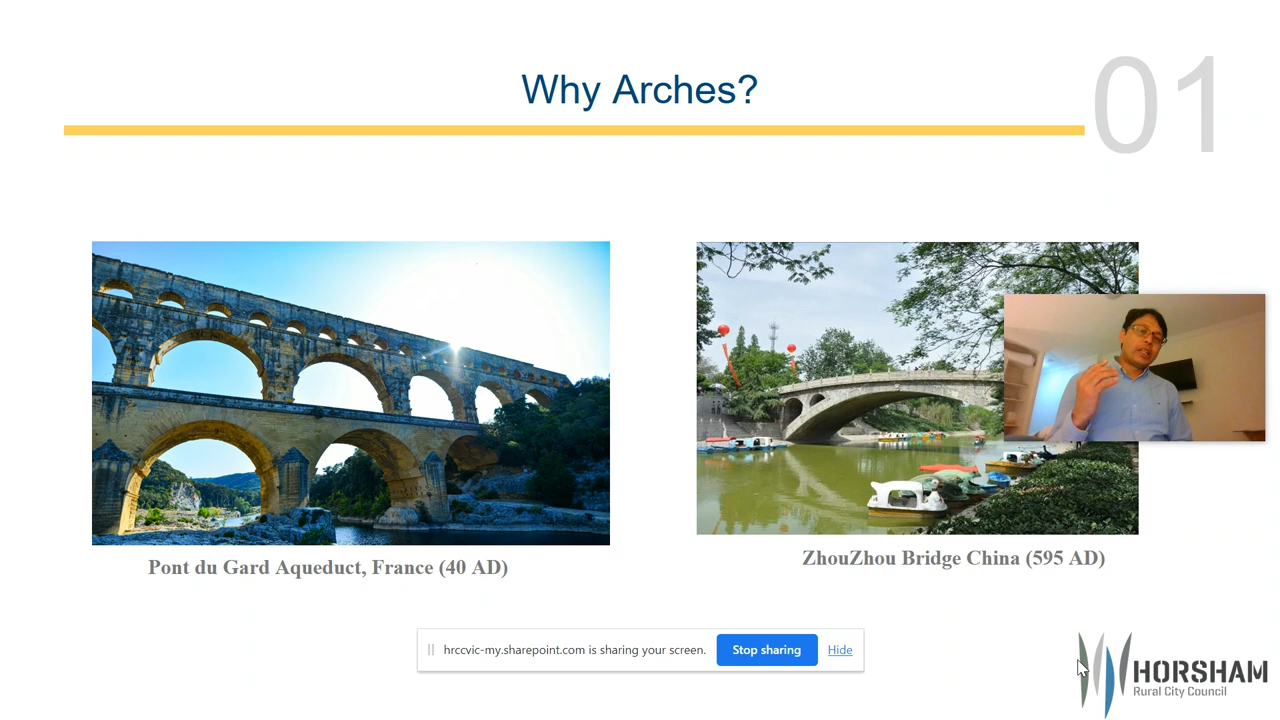 Why Arches?
01
Pont du Gard Aqueduct, France (40 AD)
ZhouZhou Bridge China (595 AD)
hrccvic-my.sharepoint.com is sharing your screen.
Stop sharing
Hide
HORSHAM
Rural City Council